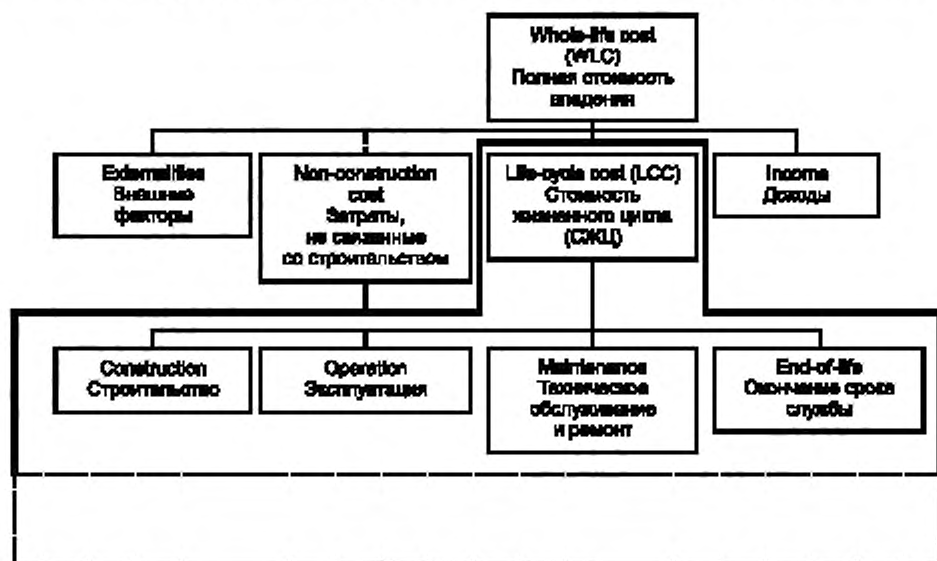 Whole-life cost
(WLC)
Полная стоимость
владения
Externalities
Внешние
факторы
Non-construction
cost
Затраты,
не связанные
со строительством
Life-cycle cost (LCC)
Стоимость
жизненного цикла
(СЖЦ)
Income
Доходы
Construction
Строительство
Operation
Эксплуатация
Maintenance
Техническое
обслуживание
и ремонт
End-of-life
Окончание срока
службы